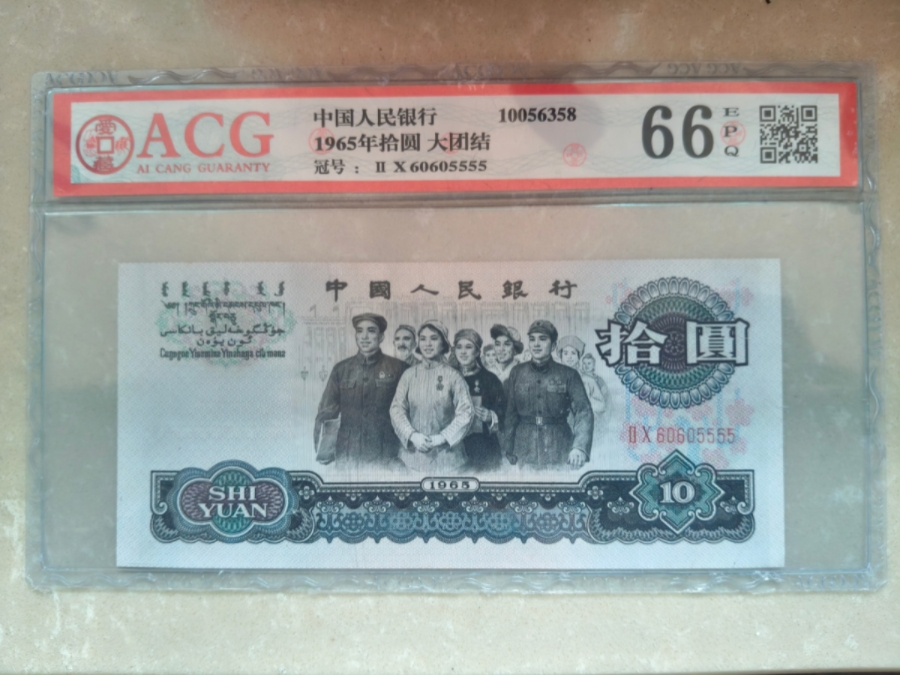 ACG
AI CANG GUARANTY
中国人民银行 10056358
1965年拾圆 大团结
冠号 : Ⅱ X 60605555
66 EPQ
中國人民銀行
拾圓
Ⅱ X 60605555
1965
SHI
YUAN
10